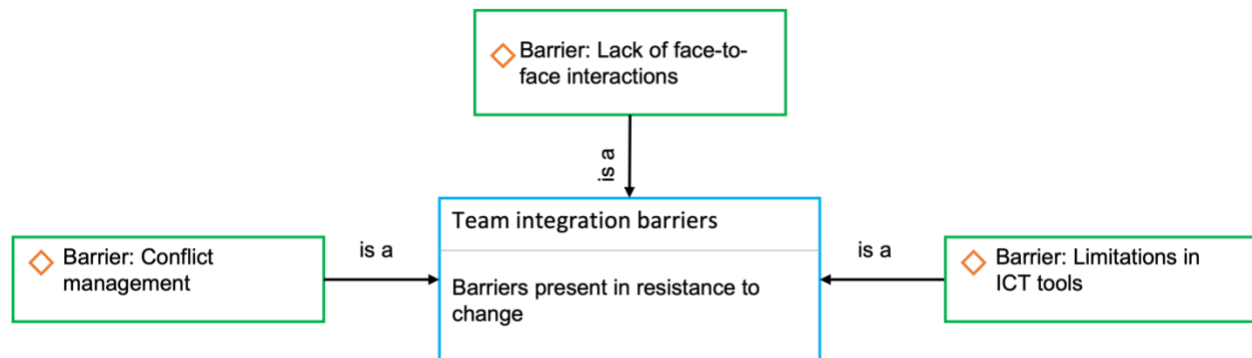 Barrier: Lack of face-to-
face interactions
is a
Team integration barriers
Barrier: Conflict
management
is a
Barriers present in resistance to
change
is a
Barrier: Limitations in
ICT tools